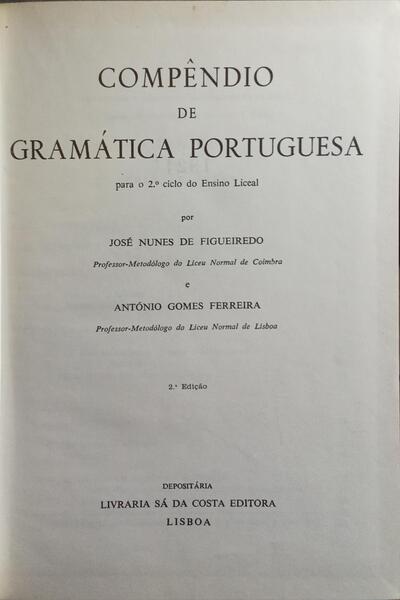 COMPÊNDIO
DE
GRAMÁTICA PORTUGUESA
para o 2.º ciclo do Ensino Liceal
por
JOSÉ NUNES DE FIGUEIREDO
Professor-Metodólogo do Liceu Normal de Coimbra
e
ANTÓNIO GOMES FERREIRA
Professor-Metodólogo do Liceu Normal de Lisboa
2.ª Edição
DEPOSITÁRIA
LIVRARIA SÁ DA COSTA EDITORA
LISBOA